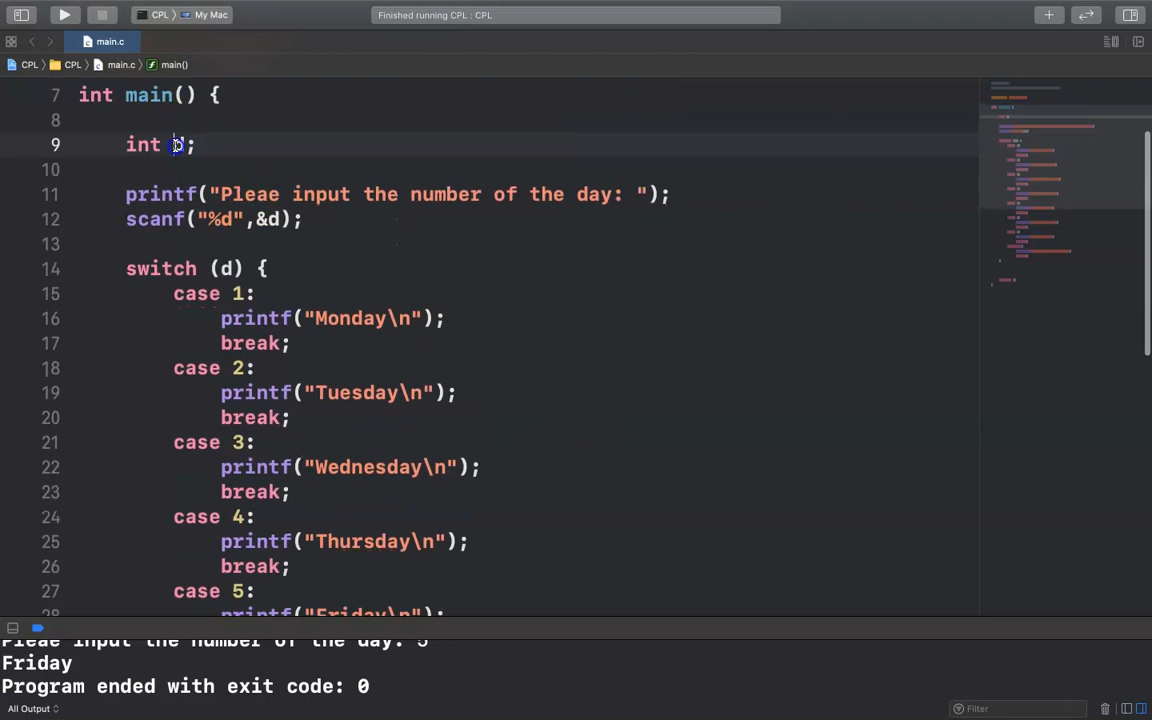 CPL
My Mac
Finished running CPL : CPL
main.c
CPL
CPL
main.c
main()
7 int main() {
8
9 int d;
10
11 printf("Pleae input the number of the day: ");
12 scanf("%d",&d);
13
14 switch (d) {
15 case 1:
16 printf("Monday\n");
17 break;
18 case 2:
19 printf("Tuesday\n");
20 break;
21 case 3:
22 printf("Wednesday\n");
23 break;
24 case 4:
25 printf("Thursday\n");
26 break;
27 case 5:
28 printf("Friday\n");
Pleae input the number of the day: 5
Friday
Program ended with exit code: 0
All Output
Filter